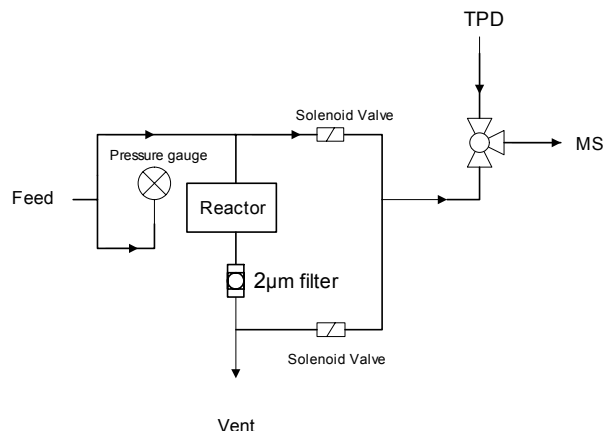 TPD
Solenoid Valve
MS
Pressure gauge
Feed
Reactor
2µm filter
Solenoid Valve
Vent